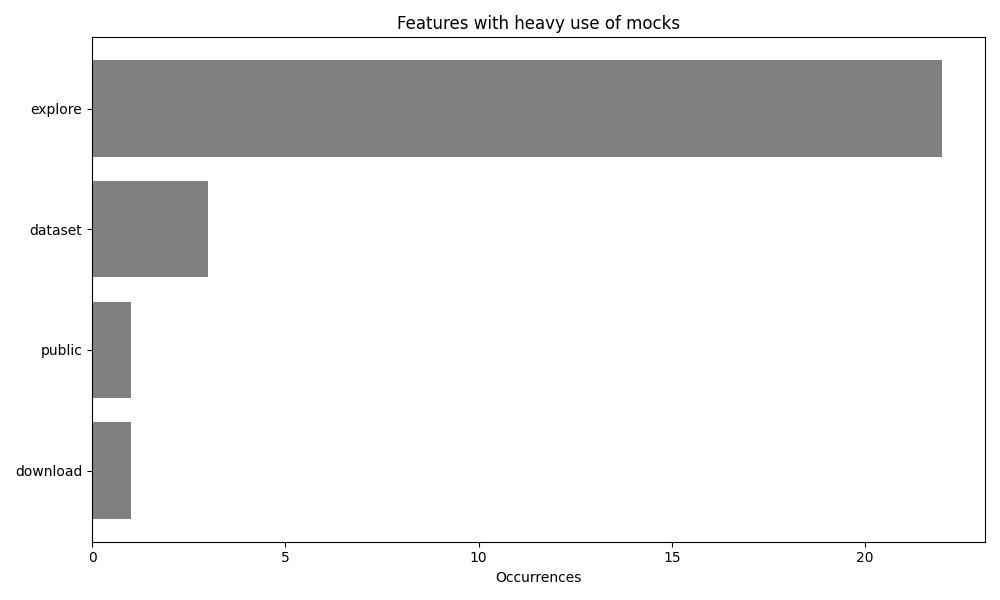 Features with heavy use of mocks
explore
dataset
public
download
0 5 10 15 20
Occurrences